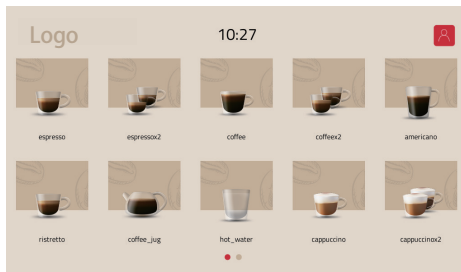 Logo
10:27
espresso
espressox2
coffee
coffeex2
americano
ristretto
coffee_jug
hot_water
cappuccino
cappuccinox2